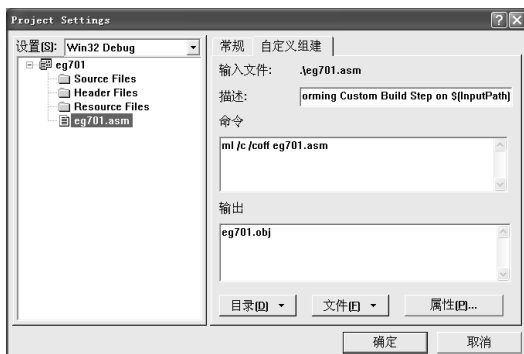 Project Settings
设置[S]: Win32 Debug
eg701
Source Files
Header Files
Resource Files
eg701.asm
常规 自定义组建
输入文件: .\eg701.asm
描述: orming Custom Build Step on $(InputPath)
命令
ml /c /coff eg701.asm
输出
eg701.obj
目录[D] 文件[F] 属性[P]...
确定 取消